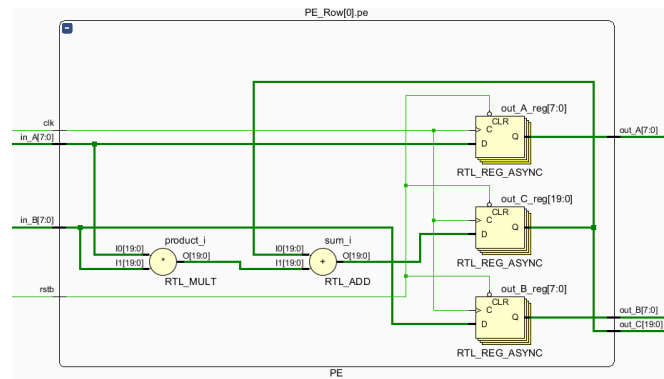 PE_Row[0].pe
out_A_reg[7:0]
CLR
clk
C
Q
out_A[7:0]
in_A[7:0]
D
RTL_REG_ASYNC
out_C_reg[19:0]
CLR
C
Q
in_B[7:0]
D
product_i
sum_i
I0[19:0]
O[19:0]
I1[19:0]
*
RTL_MULT
I0[19:0]
O[19:0]
I1[19:0]
+
RTL_ADD
RTL_REG_ASYNC
rstb
out_B_reg[7:0]
CLR
C
Q
D
out_B[7:0]
out_C[19:0]
RTL_REG_ASYNC
PE